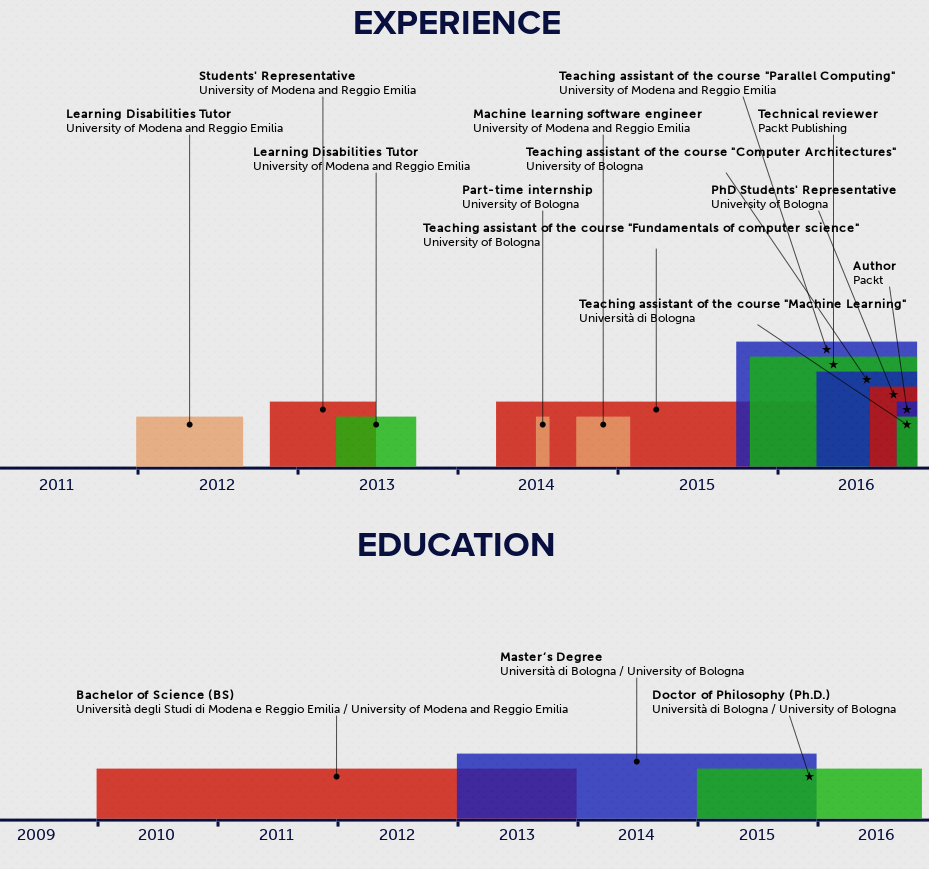 EXPERIENCE
Students' Representative
University of Modena and Reggio Emilia
Teaching assistant of the course "Parallel Computing"
University of Modena and Reggio Emilia
Learning Disabilities Tutor
University of Modena and Reggio Emilia
Machine learning software engineer
University of Modena and Reggio Emilia
Technical reviewer
Packt Publishing
Learning Disabilities Tutor
University of Modena and Reggio Emilia
Teaching assistant of the course "Computer Architectures"
University of Bologna
Part-time internship
University of Bologna
PhD Students' Representative
University of Bologna
Teaching assistant of the course "Fundamentals of computer science"
University of Bologna
Author
Packt
Teaching assistant of the course "Machine Learning"
Università di Bologna
2011 2012 2013 2014 2015 2016
EDUCATION
Master's Degree
Università di Bologna / University of Bologna
Bachelor of Science (BS)
Università degli Studi di Modena e Reggio Emilia / University of Modena and Reggio Emilia
Doctor of Philosophy (Ph.D.)
Università di Bologna / University of Bologna
2009 2010 2011 2012 2013 2014 2015 2016